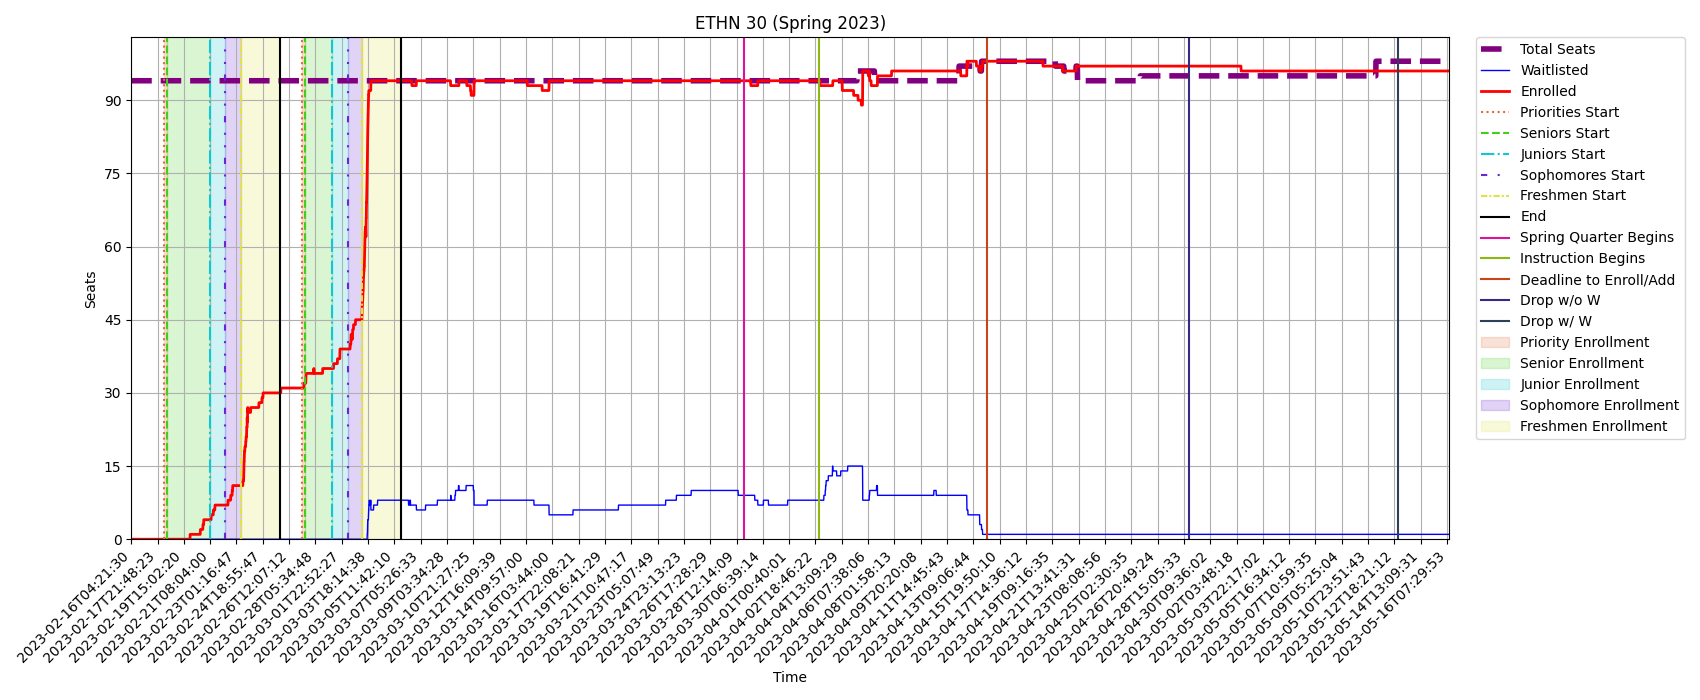 ETHN 30 (Spring 2023)
Seats
90
75
60
45
30
15
0
2023-02-16T04:21:30
2023-02-17T21:48:23
2023-02-19T15:02:20
2023-02-21T08:04:00
2023-02-23T01:16:47
2023-02-24T18:55:47
2023-02-26T12:07:12
2023-02-28T05:34:48
2023-03-01T22:52:27
2023-03-03T18:14:38
2023-03-05T11:42:10
2023-03-07T05:26:33
2023-03-09T03:34:28
2023-03-10T21:27:25
2023-03-12T16:09:39
2023-03-14T09:57:00
2023-03-16T03:44:00
2023-03-17T22:08:21
2023-03-19T16:41:29
2023-03-21T10:47:17
2023-03-23T05:07:49
2023-03-24T23:13:23
2023-03-26T17:28:29
2023-03-28T12:14:09
2023-03-30T06:39:14
2023-04-01T00:40:01
2023-04-02T18:46:22
2023-04-04T13:09:29
2023-04-06T07:38:06
2023-04-08T01:58:13
2023-04-09T20:20:08
2023-04-11T14:45:43
2023-04-13T09:06:44
2023-04-15T19:50:10
2023-04-17T14:36:12
2023-04-19T09:16:35
2023-04-21T13:41:31
2023-04-23T08:08:56
2023-04-25T02:30:35
2023-04-26T20:49:24
2023-04-28T15:05:33
2023-04-30T09:36:02
2023-05-02T03:48:18
2023-05-03T22:17:02
2023-05-05T16:34:12
2023-05-07T10:59:35
2023-05-09T05:25:04
2023-05-10T23:51:43
2023-05-12T18:21:12
2023-05-14T13:09:31
2023-05-16T07:29:53
Time
Total Seats
Waitlisted
Enrolled
Priorities Start
Seniors Start
Juniors Start
Sophomores Start
Freshmen Start
End
Spring Quarter Begins
Instruction Begins
Deadline to Enroll/Add
Drop w/o W
Drop w/ W
Priority Enrollment
Senior Enrollment
Junior Enrollment
Sophomore Enrollment
Freshmen Enrollment